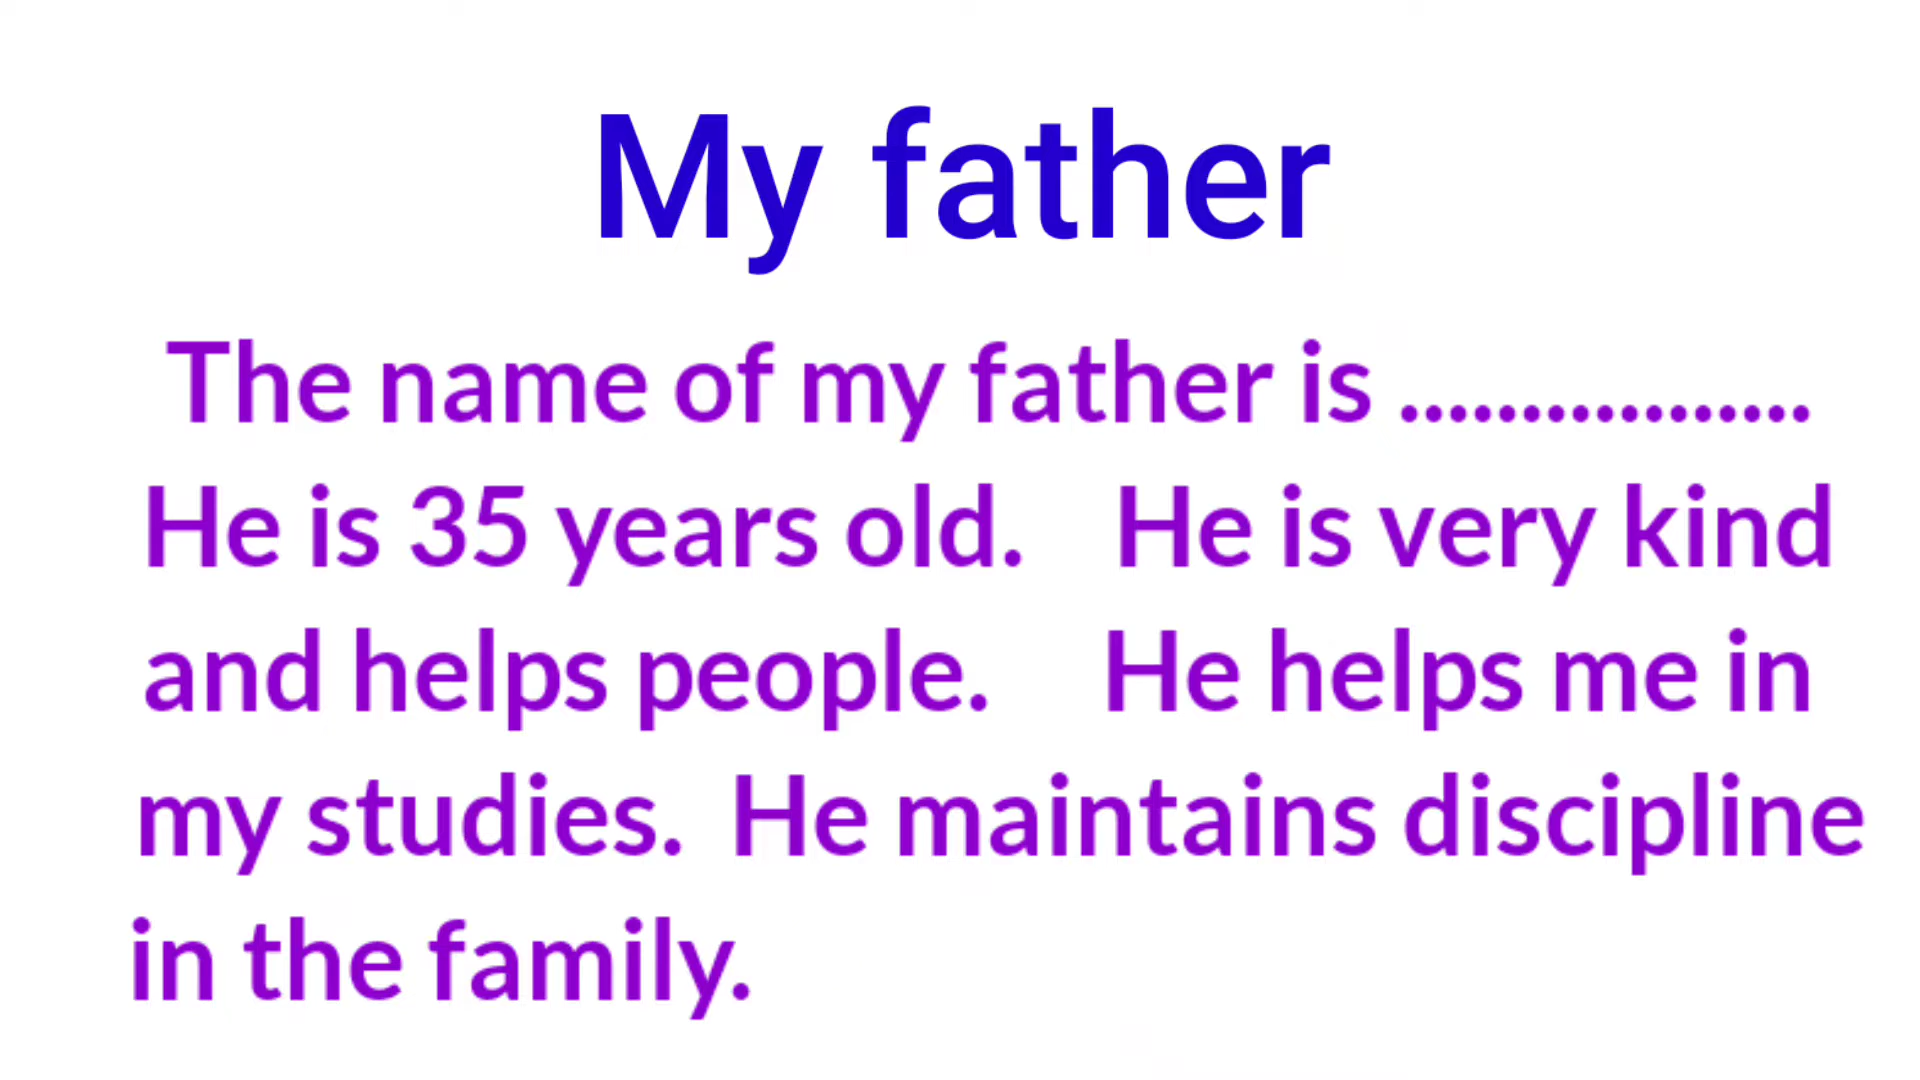 My father
The name of my father is .................
He is 35 years old. He is very kind
and helps people. He helps me in
my studies. He maintains discipline
in the family.